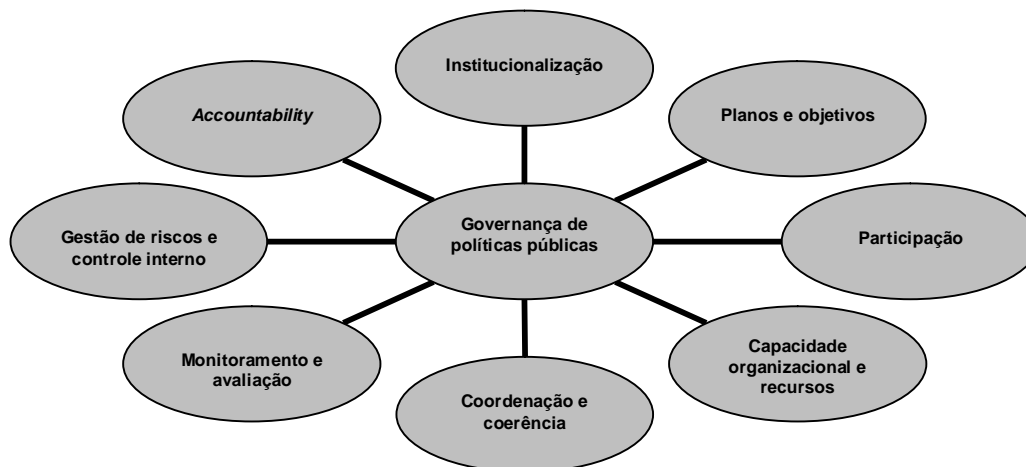 Institucionalização
Accountability
Planos e objetivos
Gestão de riscos e
controle interno
Governança de
políticas públicas
Participação
Monitoramento e
avaliação
Capacidade
organizacional e
recursos
Coordenação e
coerência